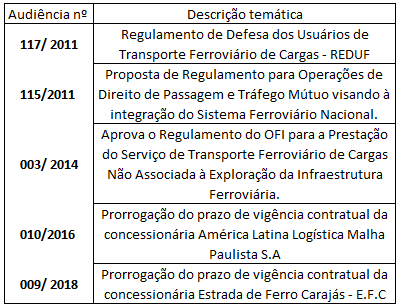 Audiência nº Descrição temática
117/ 2011 Regulamento de Defesa dos Usuários de
Transporte Ferroviário de Cargas - REDUF
115/2011 Proposta de Regulamento para Operações de
Direito de Passagem e Tráfego Mútuo visando à
integração do Sistema Ferroviário Nacional.
003/ 2014 Aprova o Regulamento do OFI para a Prestação
do Serviço de Transporte Ferroviário de Cargas
Não Associada à Exploração da Infraestrutura
Ferroviária.
010/2016 Prorrogação do prazo de vigência contratual da
concessionária América Latina Logística Malha
Paulista S.A
009/ 2018 Prorrogação do prazo de vigência contratual da
concessionária Estrada de Ferro Carajás - E.F.C